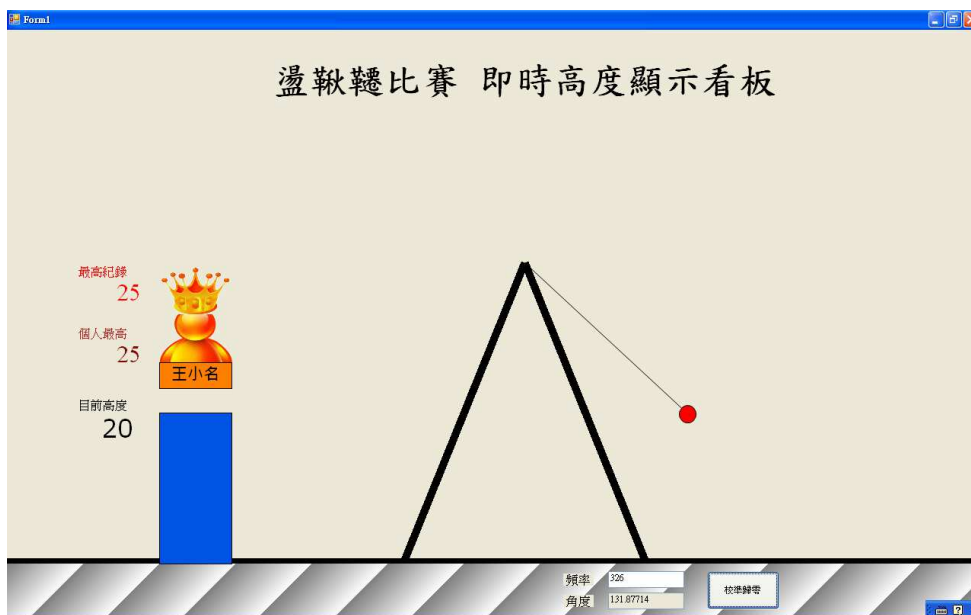 Form1
盪鞦韆比賽 即時高度顯示看板
最高紀錄
25
個人最高
25
王小名
目前高度
20
頻率 326
角度 131.87714
校準歸零